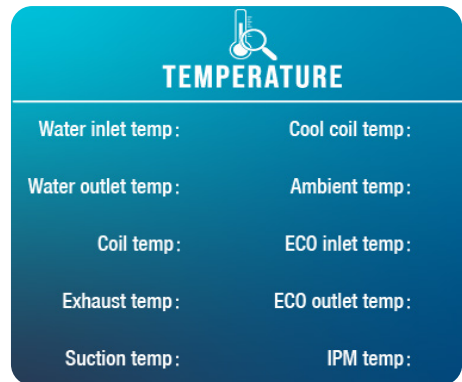 TEMPERATURE
Water inlet temp: Cool coil temp:
Water outlet temp: Ambient temp:
Coil temp: ECO inlet temp:
Exhaust temp: ECO outlet temp:
Suction temp: IPM temp: